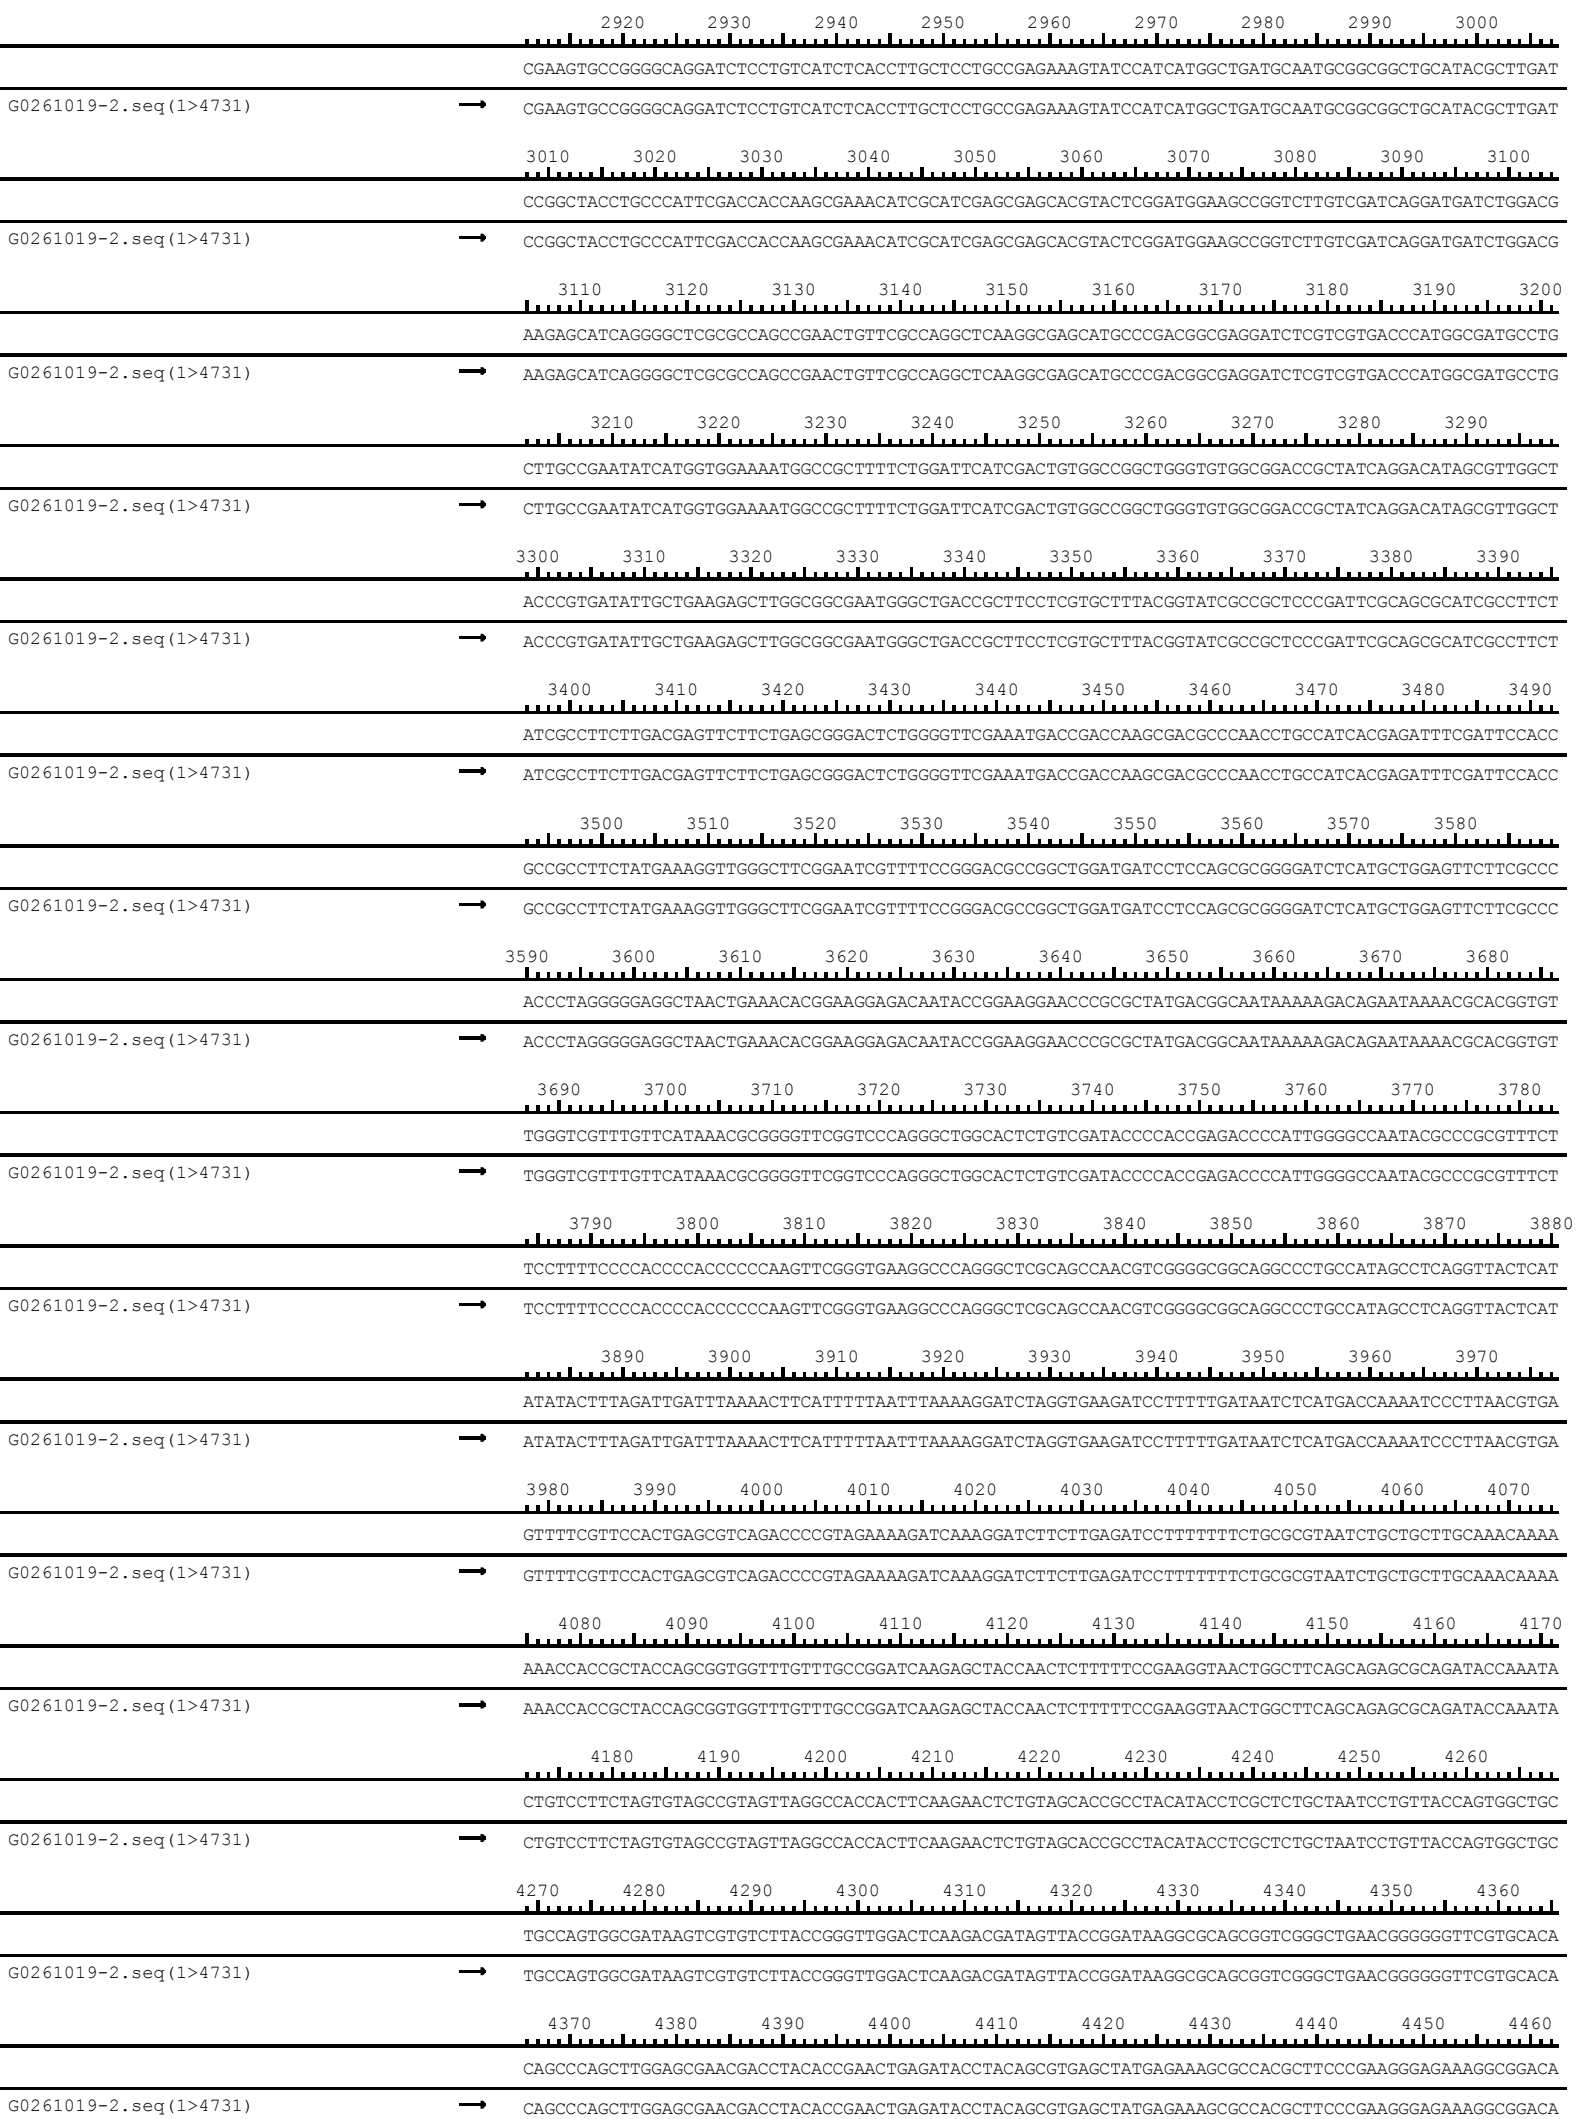 2920 2930 2940 2950 2960 2970 2980 2990 3000
CGAAGTGCCGGGGCAGGATCTCCTGTCATCTCACCTTGCTCCTGCCGAGAAAGTATCCATCATGGCTGATGCAATGCGGCGGCTGCATACGCTTGAT
G0261019-2.seq(1>4731) → CGAAGTGCCGGGGCAGGATCTCCTGTCATCTCACCTTGCTCCTGCCGAGAAAGTATCCATCATGGCTGATGCAATGCGGCGGCTGCATACGCTTGAT
3010 3020 3030 3040 3050 3060 3070 3080 3090 3100
CCGGCTACCTGCCCATTCGACCACCAAGCGAAACATCGCATCGAGCGAGCACGTACTCGGATGGAAGCCGGTCTTGTCGATCAGGATGATCTGGACG
G0261019-2.seq(1>4731) → CCGGCTACCTGCCCATTCGACCACCAAGCGAAACATCGCATCGAGCGAGCACGTACTCGGATGGAAGCCGGTCTTGTCGATCAGGATGATCTGGACG
3110 3120 3130 3140 3150 3160 3170 3180 3190 3200
AAGAGCATCAGGGGCTCGCGCCAGCCGAACTGTTCGCCAGGCTCAAGGCGAGCATGCCCGACGGCGAGGATCTCGTCGTGACCCATGGCGATGCCTG
G0261019-2.seq(1>4731) → AAGAGCATCAGGGGCTCGCGCCAGCCGAACTGTTCGCCAGGCTCAAGGCGAGCATGCCCGACGGCGAGGATCTCGTCGTGACCCATGGCGATGCCTG
3210 3220 3230 3240 3250 3260 3270 3280 3290
CTTGCCGAATATCATGGTGGAAAATGGCCGCTTTTCTGGATTCATCGACTGTGGCCGGCTGGGTGTGGCGGACCGCTATCAGGACATAGCGTTGGCT
G0261019-2.seq(1>4731) → CTTGCCGAATATCATGGTGGAAAATGGCCGCTTTTCTGGATTCATCGACTGTGGCCGGCTGGGTGTGGCGGACCGCTATCAGGACATAGCGTTGGCT
3300 3310 3320 3330 3340 3350 3360 3370 3380 3390
ACCCGTGATATTGCTGAAGAGCTTGGCGGCGAATGGGCTGACCGCTTCCTCGTGCTTTACGGTATCGCCGCTCCCGATTCGCAGCGCATCGCCTTCT
G0261019-2.seq(1>4731) → ACCCGTGATATTGCTGAAGAGCTTGGCGGCGAATGGGCTGACCGCTTCCTCGTGCTTTACGGTATCGCCGCTCCCGATTCGCAGCGCATCGCCTTCT
3400 3410 3420 3430 3440 3450 3460 3470 3480 3490
ATCGCCTTCTTGACGAGTTCTTCTGAGCGGGACTCTGGGGTTCGAAATGACCGACCAAGCGACGCCCAACCTGCCATCACGAGATTTCGATTCCACC
G0261019-2.seq(1>4731) → ATCGCCTTCTTGACGAGTTCTTCTGAGCGGGACTCTGGGGTTCGAAATGACCGACCAAGCGACGCCCAACCTGCCATCACGAGATTTCGATTCCACC
3500 3510 3520 3530 3540 3550 3560 3570 3580
GCCGCCTTCTATGAAAGGTTGGGCTTCGGAATCGTTTTCCGGGACGCCGGCTGGATGATCCTCCAGCGCGGGGATCTCATGCTGGAGTTCTTCGCCC
G0261019-2.seq(1>4731) → GCCGCCTTCTATGAAAGGTTGGGCTTCGGAATCGTTTTCCGGGACGCCGGCTGGATGATCCTCCAGCGCGGGGATCTCATGCTGGAGTTCTTCGCCC
3590 3600 3610 3620 3630 3640 3650 3660 3670 3680
ACCCTAGGGGGAGGCTAACTGAAACACGGAAGGAGACAATACCGGAAGGAACCCGCGCTATGACGGCAATAAAAAGACAGAATAAAACGCACGGTGT
G0261019-2.seq(1>4731) → ACCCTAGGGGGAGGCTAACTGAAACACGGAAGGAGACAATACCGGAAGGAACCCGCGCTATGACGGCAATAAAAAGACAGAATAAAACGCACGGTGT
3690 3700 3710 3720 3730 3740 3750 3760 3770 3780
TGGGTCGTTTGTTCATAAACGCGGGGTTCGGTCCCAGGGCTGGCACTCTGTCGATACCCCACCGAGACCCCATTGGGGCCAATACGCCCGCGTTTCT
G0261019-2.seq(1>4731) → TGGGTCGTTTGTTCATAAACGCGGGGTTCGGTCCCAGGGCTGGCACTCTGTCGATACCCCACCGAGACCCCATTGGGGCCAATACGCCCGCGTTTCT
3790 3800 3810 3820 3830 3840 3850 3860 3870 3880
TCCTTTTCCCCACCCCACCCCCCAAGTTCGGGTGAAGGCCCAGGGCTCGCAGCCAACGTCGGGGCGGCAGGCCCTGCCATAGCCTCAGGTTACTCAT
G0261019-2.seq(1>4731) → TCCTTTTCCCCACCCCACCCCCCAAGTTCGGGTGAAGGCCCAGGGCTCGCAGCCAACGTCGGGGCGGCAGGCCCTGCCATAGCCTCAGGTTACTCAT
3890 3900 3910 3920 3930 3940 3950 3960 3970
ATATACTTTAGATTGATTTAAAACTTCATTTTTAATTTAAAAGGATCTAGGTGAAGATCCTTTTTGATAATCTCATGACCAAAATCCCTTAACGTGA
G0261019-2.seq(1>4731) → ATATACTTTAGATTGATTTAAAACTTCATTTTTAATTTAAAAGGATCTAGGTGAAGATCCTTTTTGATAATCTCATGACCAAAATCCCTTAACGTGA
3980 3990 4000 4010 4020 4030 4040 4050 4060 4070
GTTTTCGTTCCACTGAGCGTCAGACCCCGTAGAAAAGATCAAAGGATCTTCTTGAGATCCTTTTTTTCTGCGCGTAATCTGCTGCTTGCAAACAAAA
G0261019-2.seq(1>4731) → GTTTTCGTTCCACTGAGCGTCAGACCCCGTAGAAAAGATCAAAGGATCTTCTTGAGATCCTTTTTTTCTGCGCGTAATCTGCTGCTTGCAAACAAAA
4080 4090 4100 4110 4120 4130 4140 4150 4160 4170
AAACCACCGCTACCAGCGGTGGTTTGTTTGCCGGATCAAGAGCTACCAACTCTTTTTCCGAAGGTAACTGGCTTCAGCAGAGCGCAGATACCAAATA
G0261019-2.seq(1>4731) → AAACCACCGCTACCAGCGGTGGTTTGTTTGCCGGATCAAGAGCTACCAACTCTTTTTCCGAAGGTAACTGGCTTCAGCAGAGCGCAGATACCAAATA
4180 4190 4200 4210 4220 4230 4240 4250 4260
CTGTCCTTCTAGTGTAGCCGTAGTTAGGCCACCACTTCAAGAACTCTGTAGCACCGCCTACATACCTCGCTCTGCTAATCCTGTTACCAGTGGCTGC
G0261019-2.seq(1>4731) → CTGTCCTTCTAGTGTAGCCGTAGTTAGGCCACCACTTCAAGAACTCTGTAGCACCGCCTACATACCTCGCTCTGCTAATCCTGTTACCAGTGGCTGC
4270 4280 4290 4300 4310 4320 4330 4340 4350 4360
TGCCAGTGGCGATAAGTCGTGTCTTACCGGGTTGGACTCAAGACGATAGTTACCGGATAAGGCGCAGCGGTCGGGCTGAACGGGGGGTTCGTGCACA
G0261019-2.seq(1>4731) → TGCCAGTGGCGATAAGTCGTGTCTTACCGGGTTGGACTCAAGACGATAGTTACCGGATAAGGCGCAGCGGTCGGGCTGAACGGGGGGTTCGTGCACA
4370 4380 4390 4400 4410 4420 4430 4440 4450 4460
CAGCCCAGCTTGGAGCGAACGACCTACACCGAACTGAGATACCTACAGCGTGAGCTATGAGAAAGCGCCACGCTTCCCGAAGGGAGAAAGGCGGACA
G0261019-2.seq(1>4731) → CAGCCCAGCTTGGAGCGAACGACCTACACCGAACTGAGATACCTACAGCGTGAGCTATGAGAAAGCGCCACGCTTCCCGAAGGGAGAAAGGCGGACA